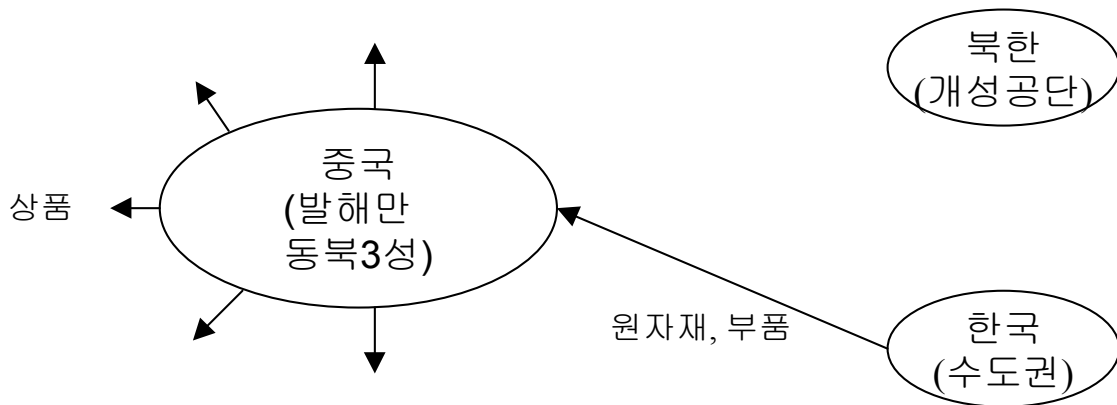 북한
(개성공단)
중국
(발해만
동북3성)
상품
원자재, 부품
한국
(수도권)